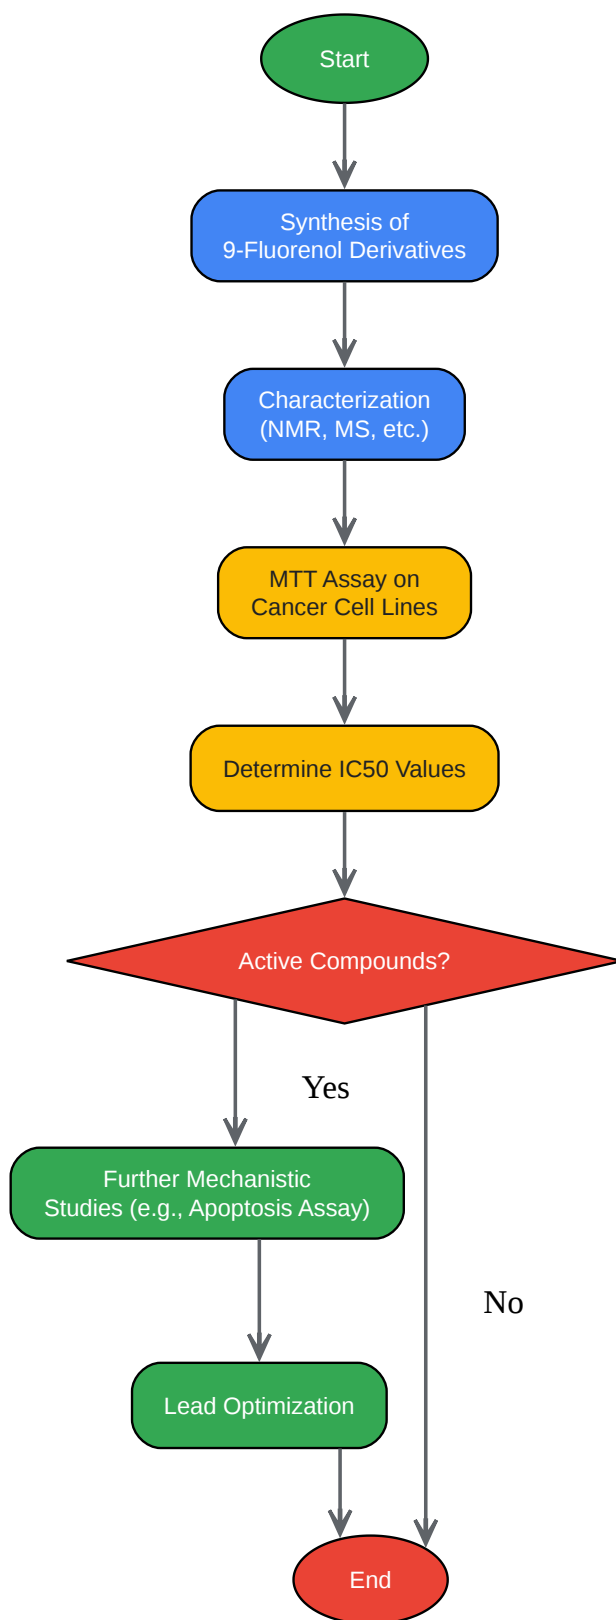 Start
Synthesis of
9-Fluorenol Derivatives
Characterization
(NMR, MS, etc.)
MTT Assay on
Cancer Cell Lines
Determine IC50 Values
Active Compounds?
Yes
Further Mechanistic
Studies (e.g., Apoptosis Assay)
No
Lead Optimization
End